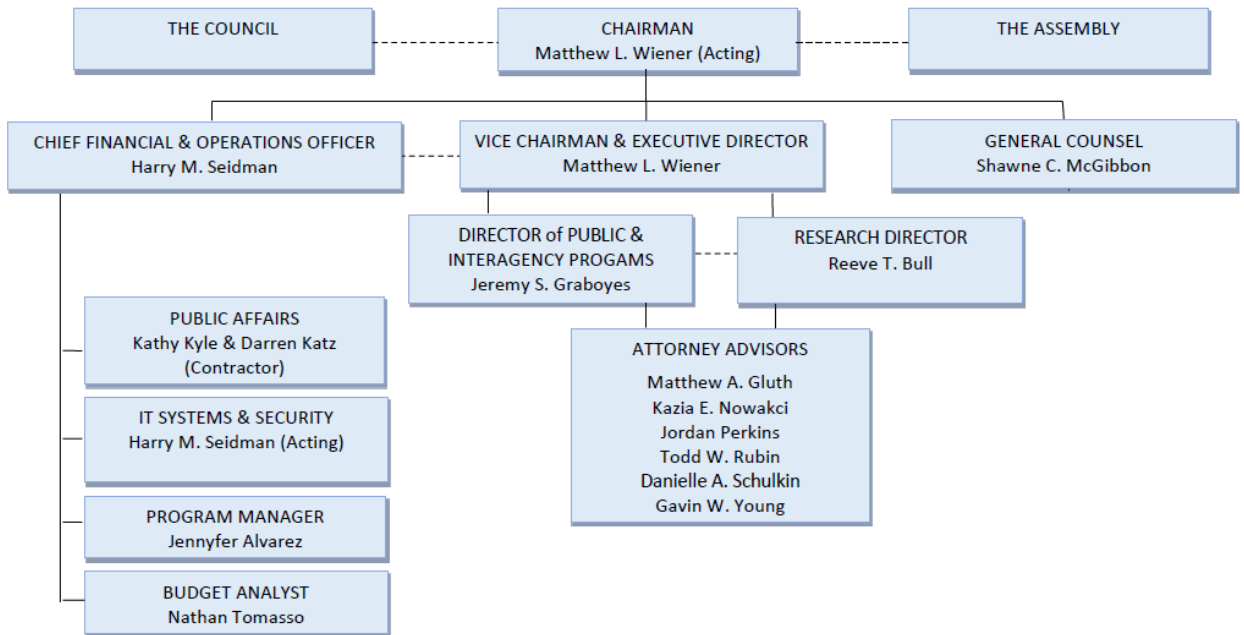 THE COUNCIL
CHAIRMAN
Matthew L. Wiener (Acting)
THE ASSEMBLY
CHIEF FINANCIAL & OPERATIONS OFFICER
Harry M. Seidman
VICE CHAIRMAN & EXECUTIVE DIRECTOR
Matthew L. Wiener
GENERAL COUNSEL
Shawne C. McGibbon
DIRECTOR of PUBLIC &
INTERAGENCY PROGAMS
Jeremy S. Graboyes
RESEARCH DIRECTOR
Reeve T. Bull
PUBLIC AFFAIRS
Kathy Kyle & Darren Katz
(Contractor)
IT SYSTEMS & SECURITY
Harry M. Seidman (Acting)
PROGRAM MANAGER
Jennyfer Alvarez
BUDGET ANALYST
Nathan Tomasso
ATTORNEY ADVISORS
Matthew A. Gluth
Kazia E. Nowakci
Jordan Perkins
Todd W. Rubin
Danielle A. Schulkin
Gavin W. Young